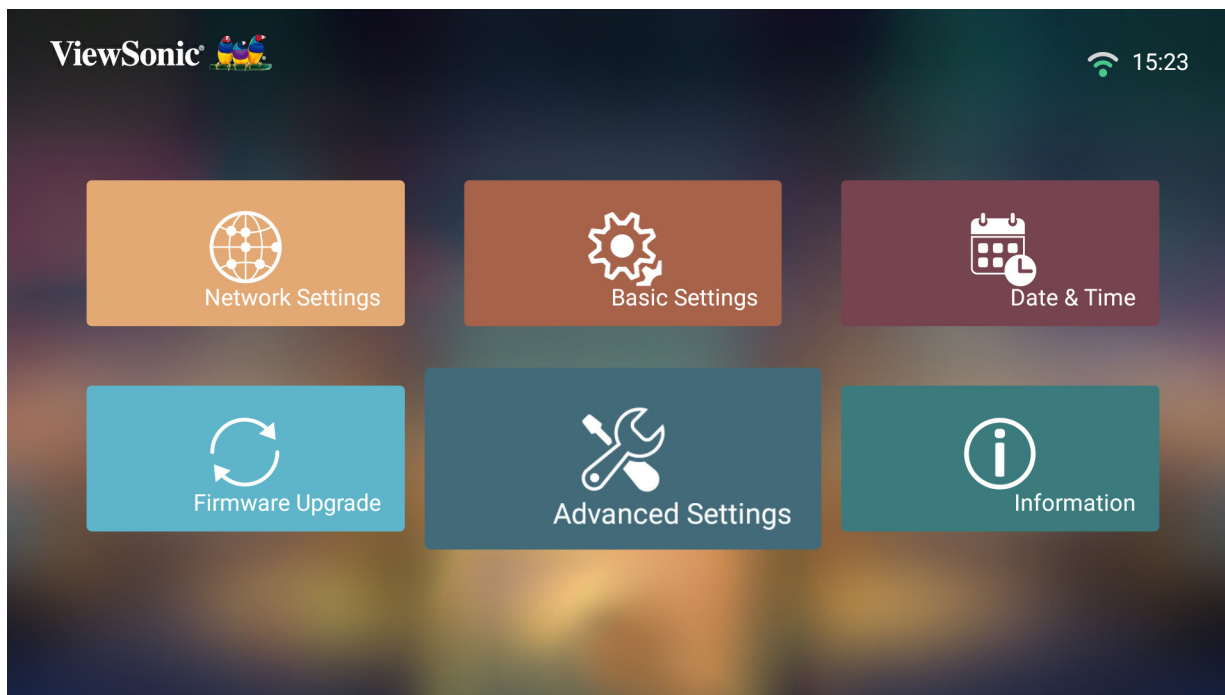 ViewSonic®
15:23
Network Settings
Basic Settings
Date & Time
Firmware Upgrade
Advanced Settings
Information